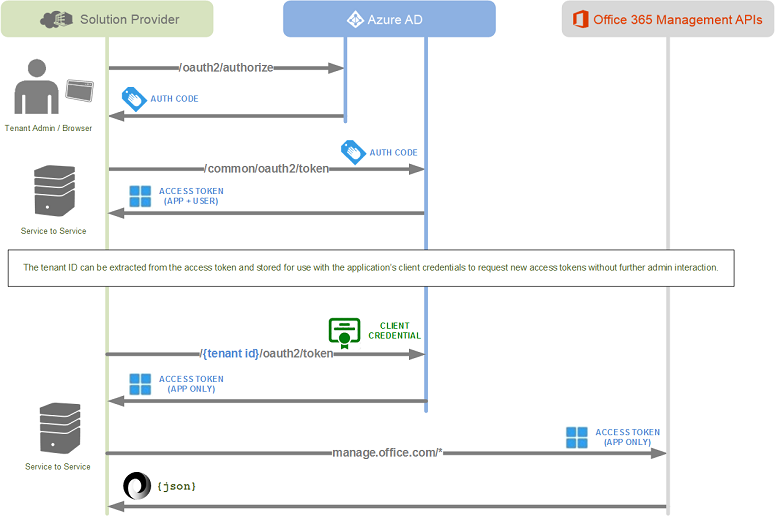 Solution Provider
Azure AD
Office 365 Management APIs
/oauth2/authorize
AUTH CODE
Tenant Admin / Browser
AUTH CODE
/common/oauth2/token
ACCESS TOKEN
(APP + USER)
Service to Service
The tenant ID can be extracted from the access token and stored for use with the application's client credentials to request new access tokens without further admin interaction.
CLIENT
CREDENTIAL
/{tenant id}/oauth2/token
ACCESS TOKEN
(APP ONLY)
ACCESS TOKEN
(APP ONLY)
manage.office.com/*
Service to Service
{json}